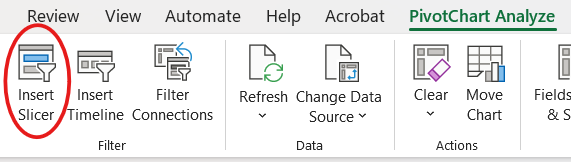 Review View Automate Help Acrobat PivotChart Analyze
Insert Insert Filter Refresh Change Data Clear Move Fields
Slicer Timeline Connections Source Chart & S
Filter Data Actions